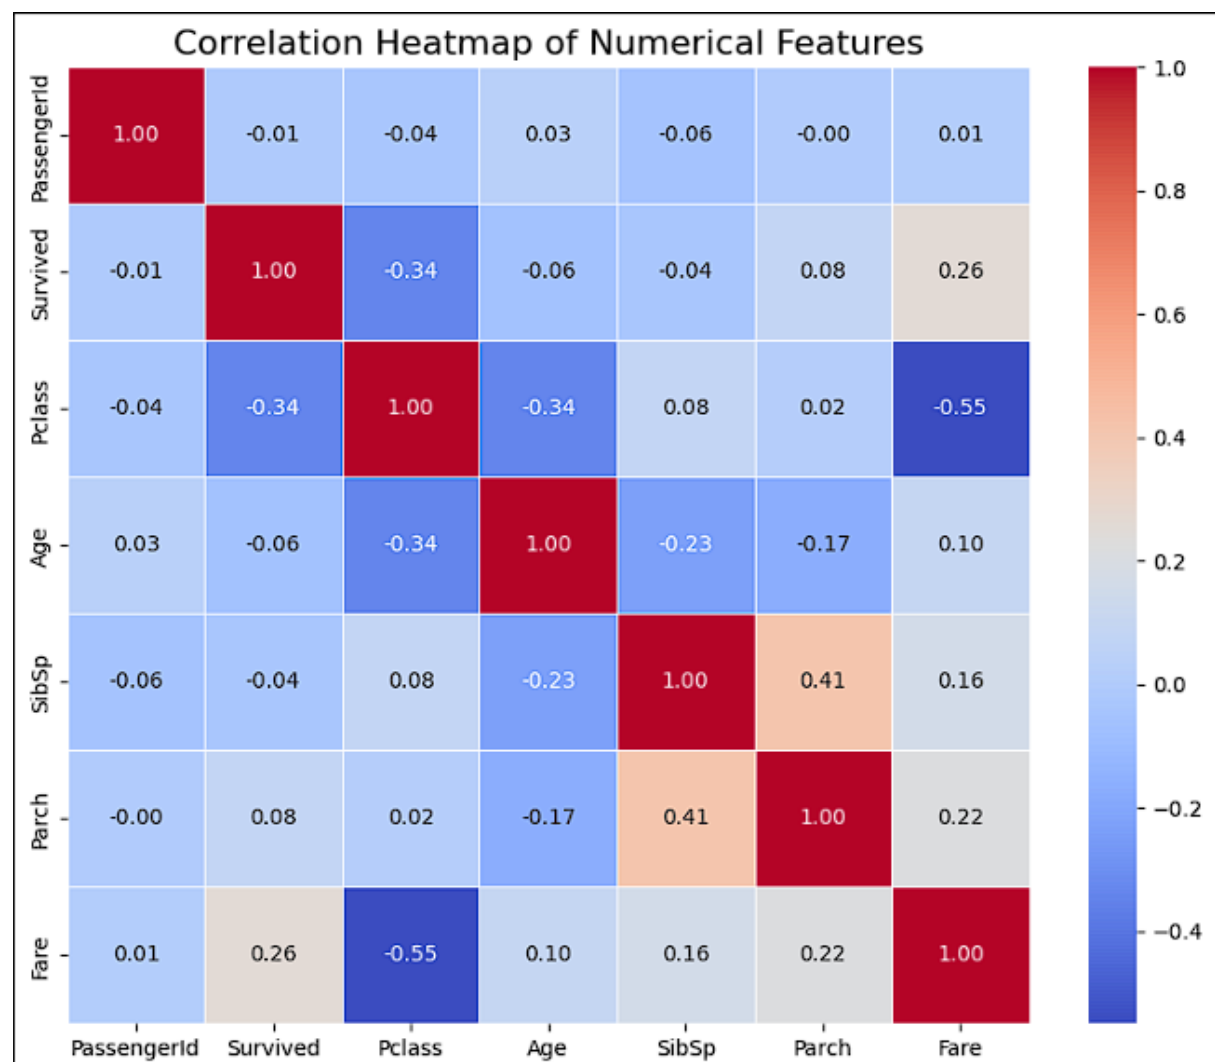 Correlation Heatmap of Numerical Features
PassengerId 1.00 -0.01 -0.04 0.03 -0.06 -0.00 0.01
Survived -0.01 1.00 -0.34 -0.06 -0.04 0.08 0.26
Pclass -0.04 -0.34 1.00 -0.34 0.08 0.02 -0.55
Age 0.03 -0.06 -0.34 1.00 -0.23 -0.17 0.10
SibSp -0.06 -0.04 0.08 -0.23 1.00 0.41 0.16
Parch -0.00 0.08 0.02 -0.17 0.41 1.00 0.22
Fare 0.01 0.26 -0.55 0.10 0.16 0.22 1.00
PassengerId Survived Pclass Age SibSp Parch Fare
1.0
0.8
0.6
0.4
0.2
0.0
−0.2
−0.4